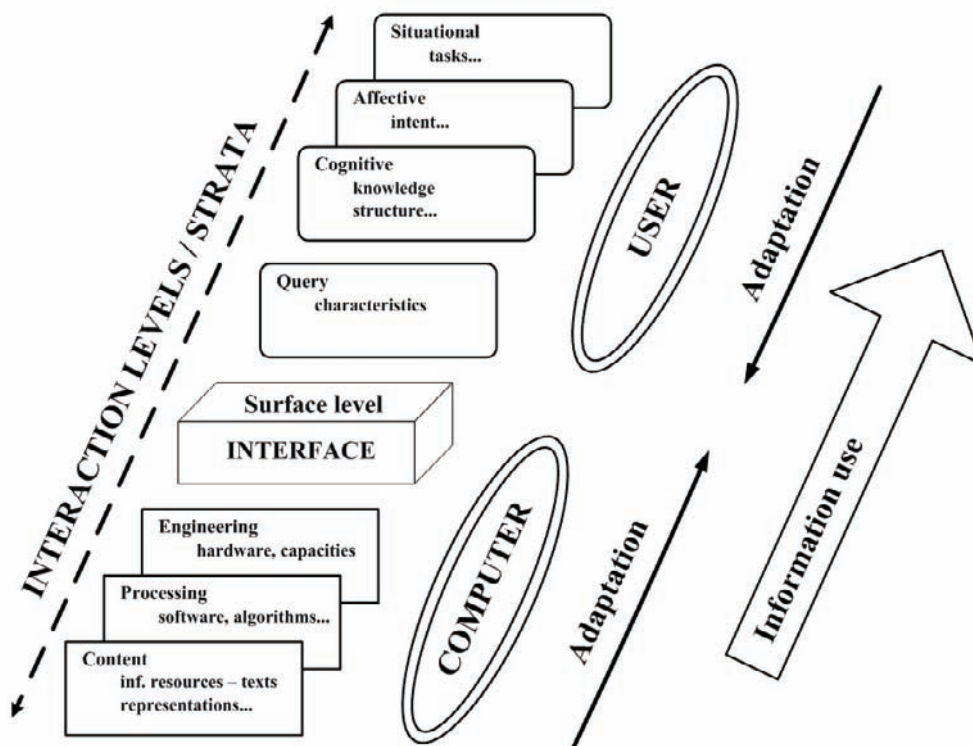 Situational
tasks...
Affective
intent...
Cognitive
knowledge
structure...
Query
characteristics
Surface level
INTERFACE
Engineering
hardware, capacities
Processing
software, algorithms...
Content
inf. resources – texts
representations...
INTERACTION LEVELS / STRATA
USER
COMPUTER
Adaptation
Adaptation
Information use